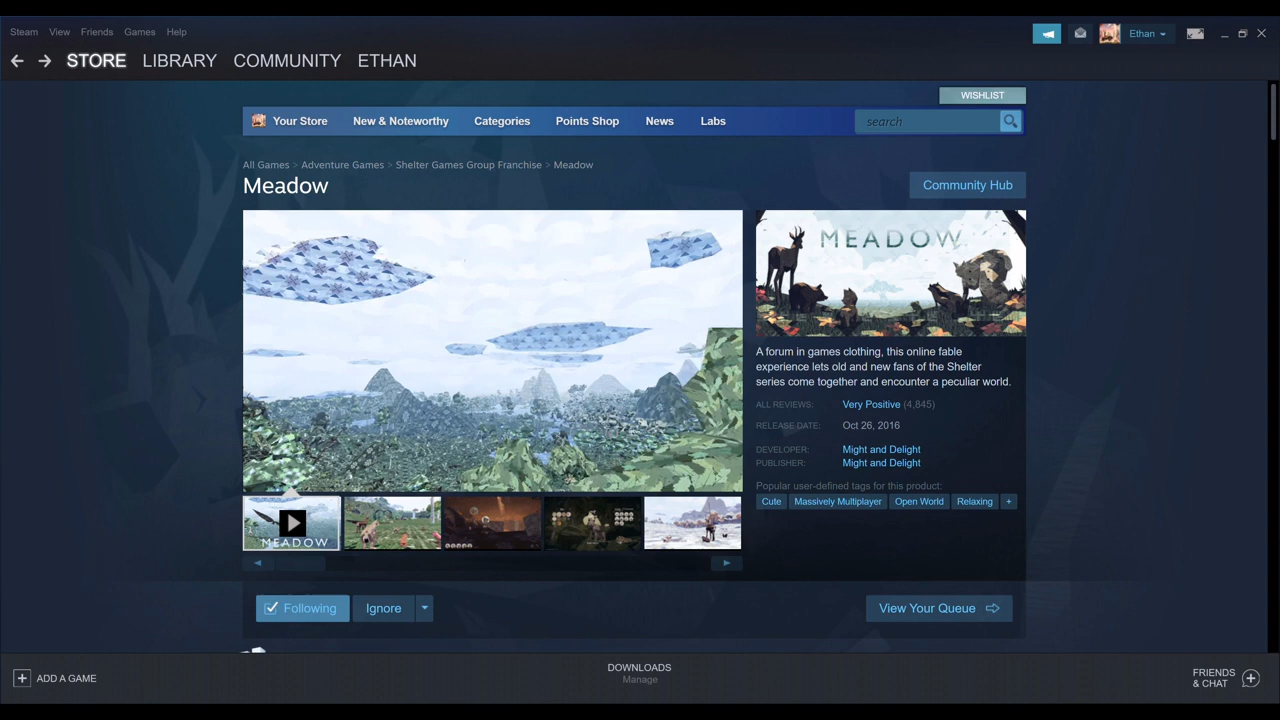 Steam View Friends Games Help
Ethan
STORE LIBRARY COMMUNITY ETHAN
WISHLIST
Your Store New & Noteworthy Categories Points Shop News Labs
search
All Games > Adventure Games > Shelter Games Group Franchise > Meadow
Meadow
Community Hub
MEADOW
A forum in games clothing, this online fable
experience lets old and new fans of the Shelter
series come together and encounter a peculiar world.
ALL REVIEWS: Very Positive (4,845)
RELEASE DATE: Oct 26, 2016
DEVELOPER: Might and Delight
PUBLISHER: Might and Delight
Popular user-defined tags for this product:
Cute Massively Multiplayer Open World Relaxing +
MEADOW
Following Ignore
View Your Queue
ADD A GAME
DOWNLOADS
Manage
FRIENDS
& CHAT